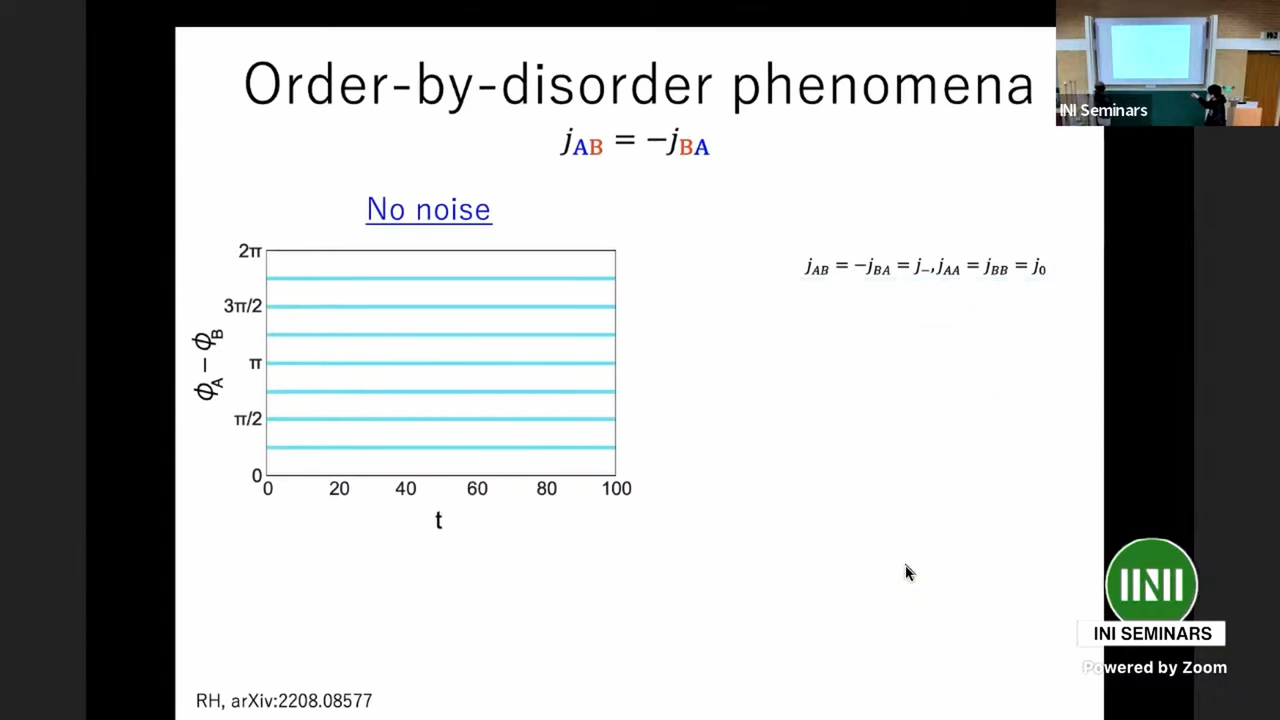 Order-by-disorder phenomena
j_AB = −j_BA
No noise
j_AB = −j_BA = j_−, j_AA = j_BB = j_0
2π
3π/2
π
π/2
0
ϕ_A − ϕ_B
0 20 40 60 80 100
t
RH, arXiv:2208.08577
INI Seminars
INI SEMINARS
Powered by Zoom